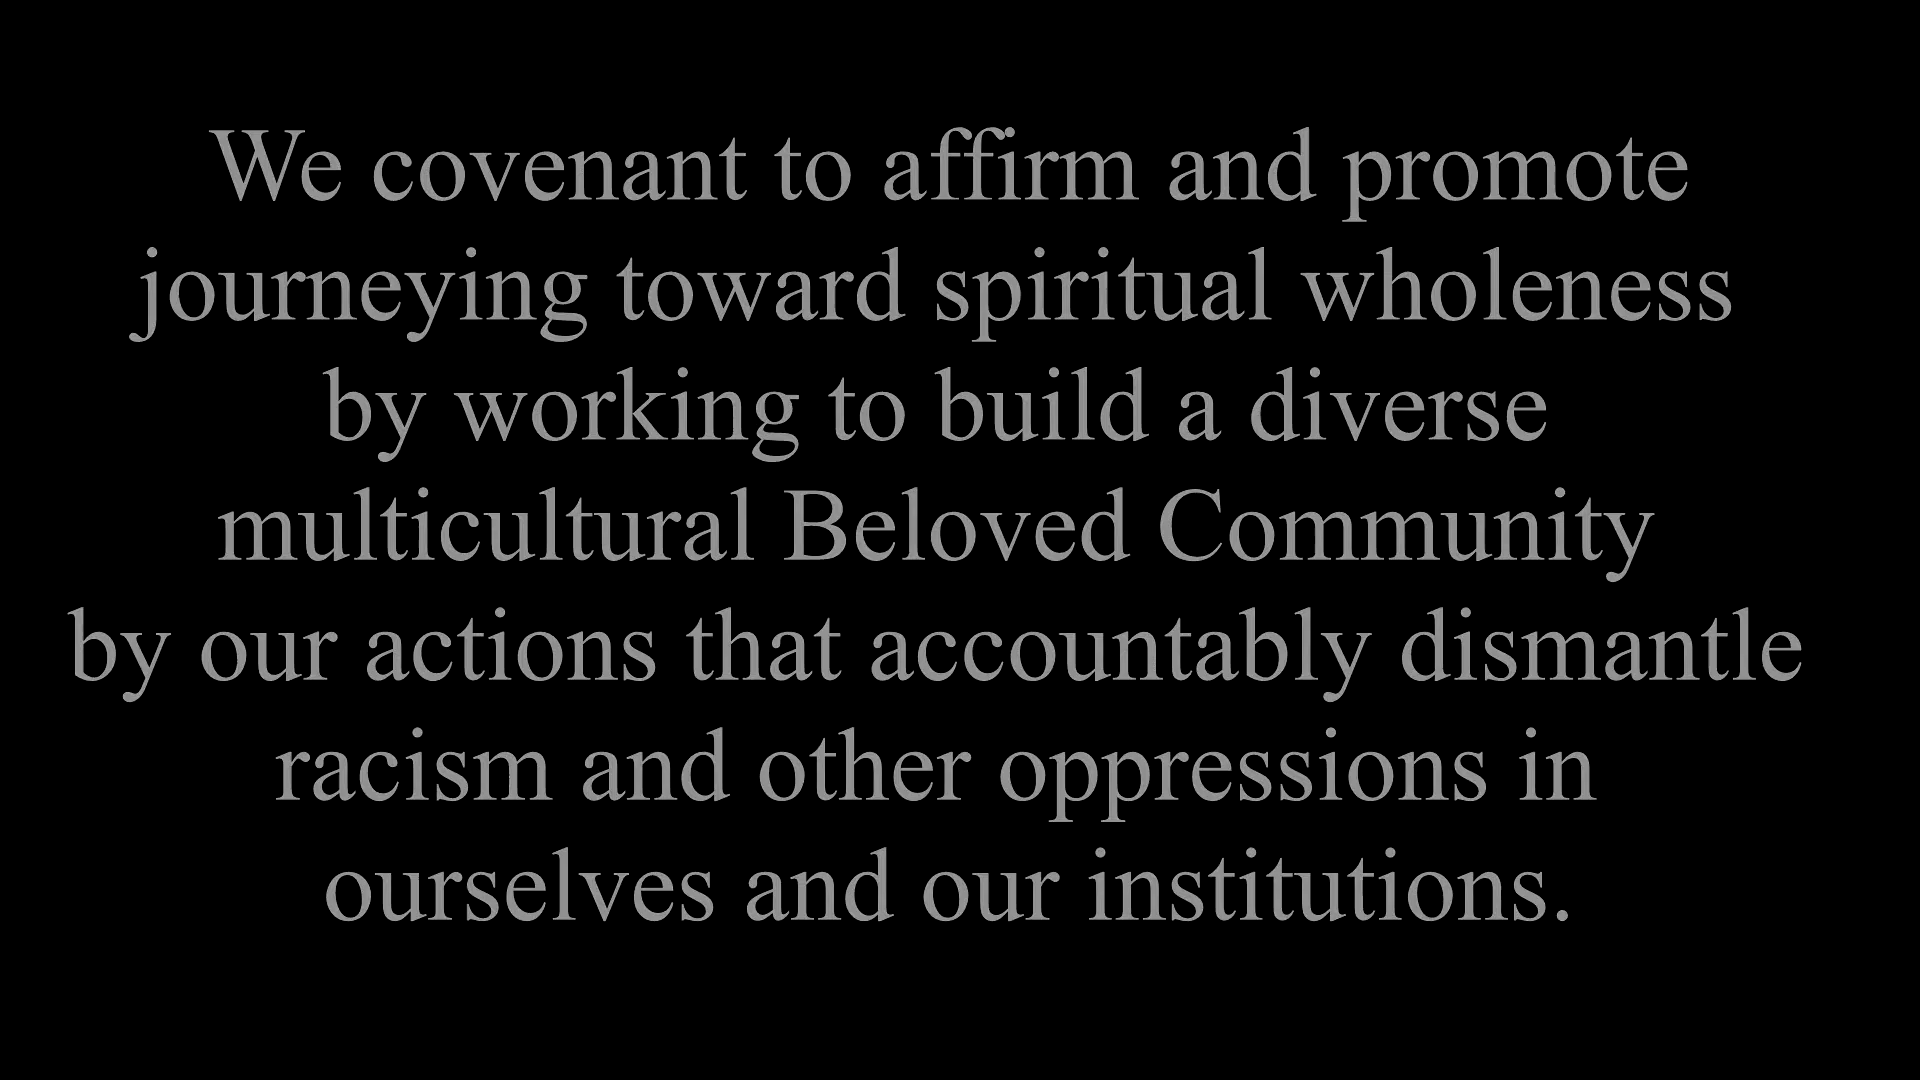 We covenant to affirm and promote
journeying toward spiritual wholeness
by working to build a diverse
multicultural Beloved Community
by our actions that accountably dismantle
racism and other oppressions in
ourselves and our institutions.